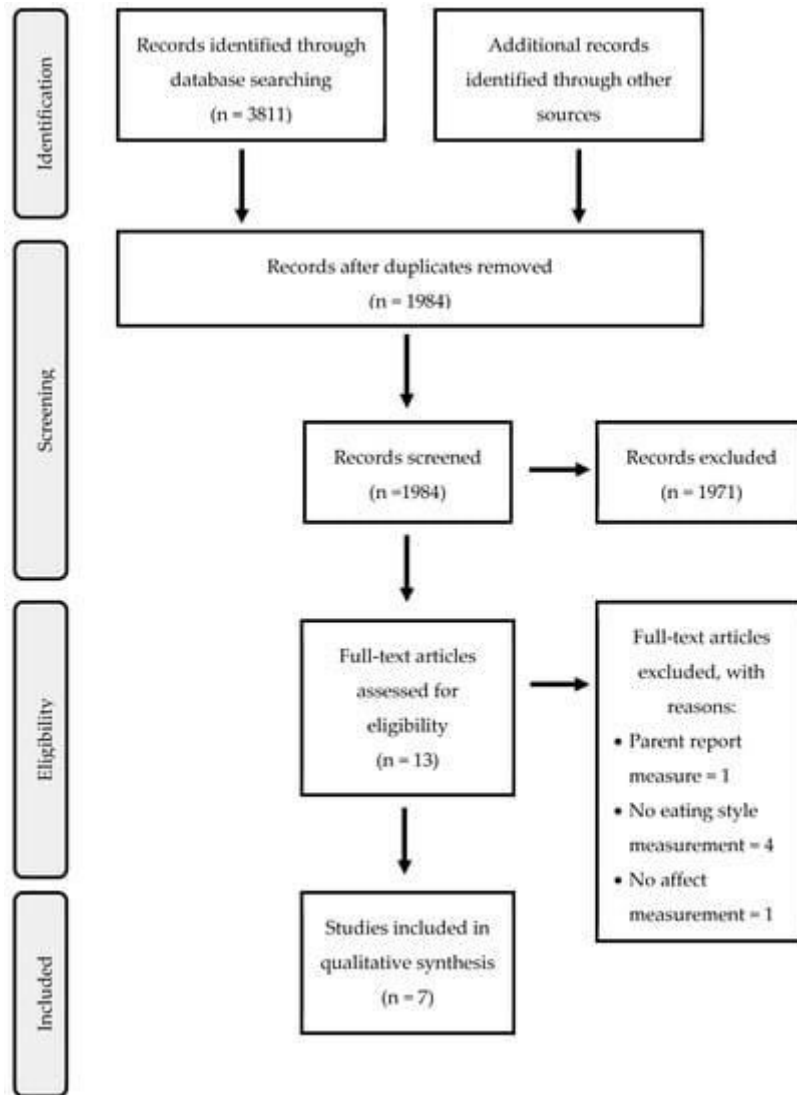 Identification
Records identified through
database searching
(n = 3811)
Additional records
identified through other
sources
Screening
Records after duplicates removed
(n = 1984)
Records screened
(n =1984)
Records excluded
(n = 1971)
Eligibility
Full-text articles
assessed for
eligibility
(n = 13)
Full-text articles
excluded, with
reasons:
• Parent report
measure = 1
• No eating style
measurement = 4
• No affect
measurement = 1
Included
Studies included in
qualitative synthesis
(n = 7)